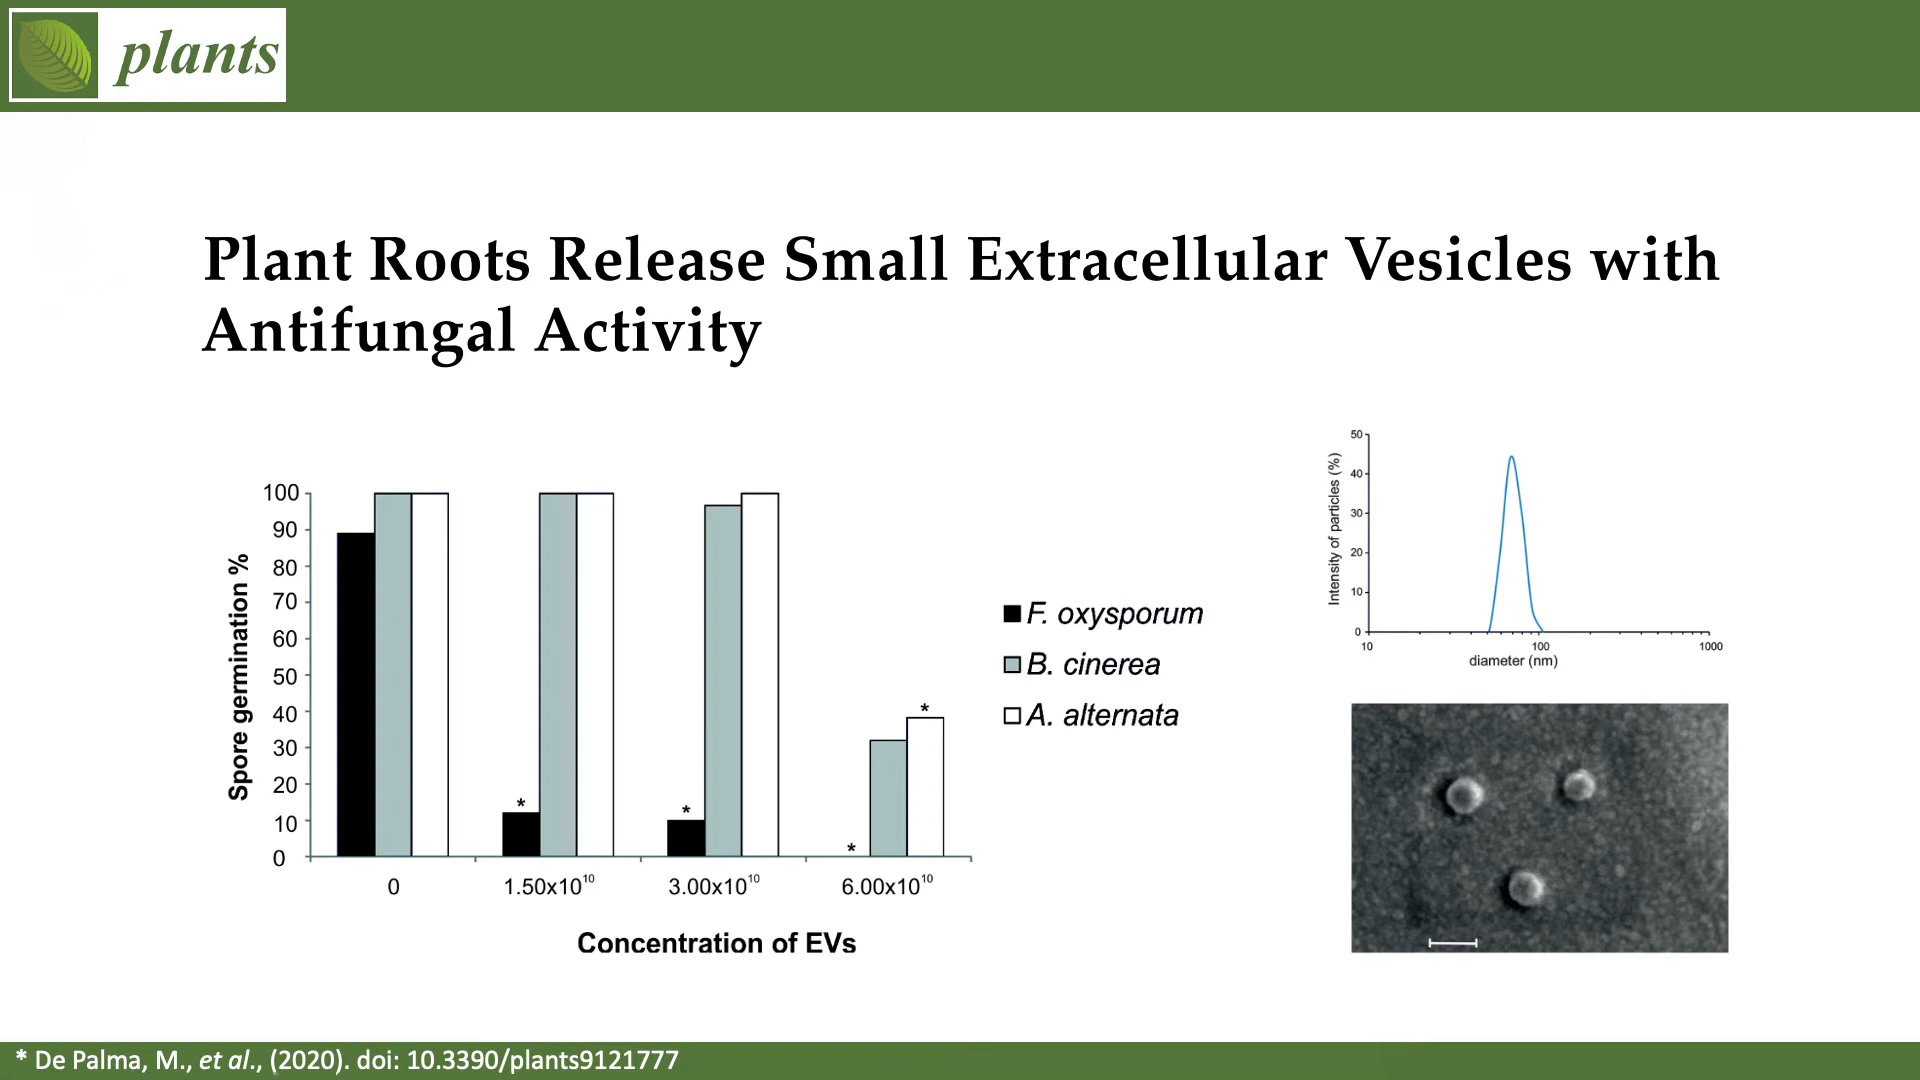 plants
Plant Roots Release Small Extracellular Vesicles with
Antifungal Activity
Spore germination %
100
90
80
70
60
50
40
30
20
10
0
*
*
*
*
0
1.50x10¹⁰
3.00x10¹⁰
6.00x10¹⁰
Concentration of EVs
F. oxysporum
B. cinerea
A. alternata
Intensity of particles (%)
50
40
30
20
10
0
10
100
1000
diameter (nm)
* De Palma, M., et al., (2020). doi: 10.3390/plants9121777